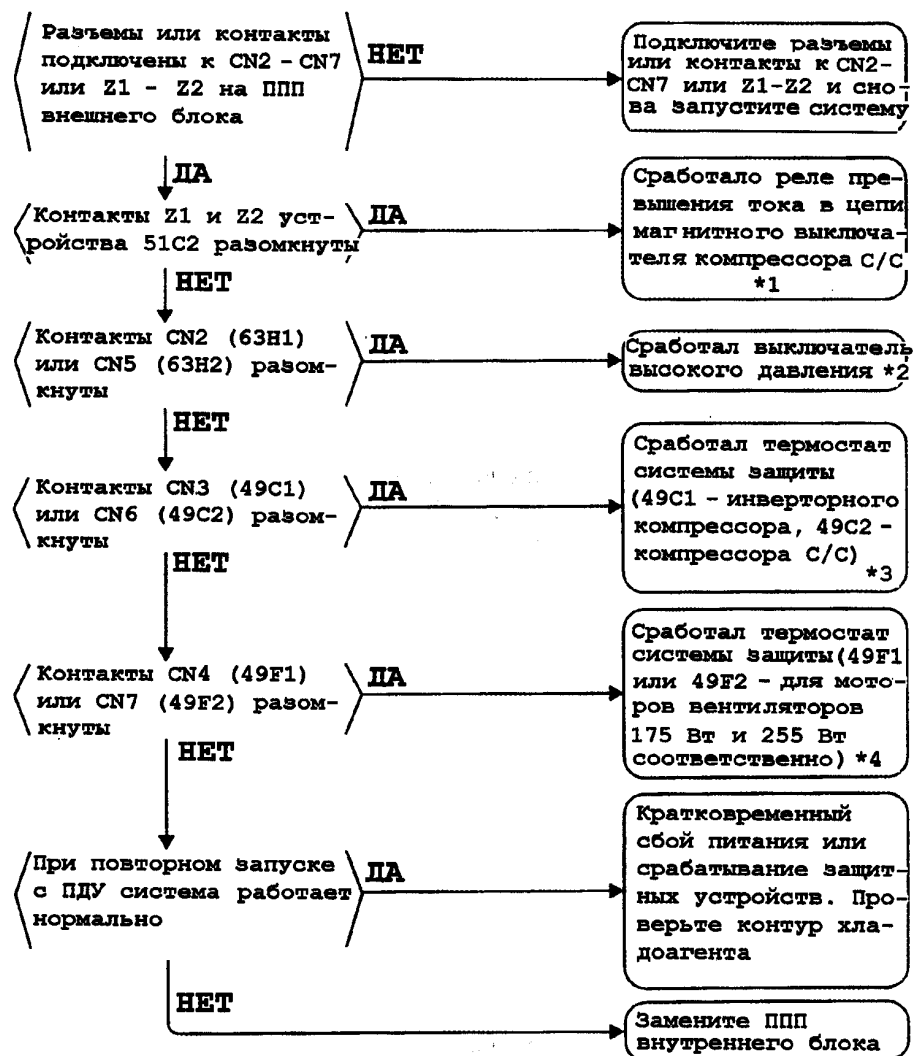 Разъемы или контакты
подключены к CN2 - CN7
или Z1 - Z2 на ППП
внешнего блока
НЕТ
Подключите разъемы
или контакты к CN2-
CN7 или Z1-Z2 и сно-
ва запустите систему
ДА
Контакты Z1 и Z2 уст-
ройства 51C2 разомкнуты
ДА
Сработало реле пре-
вышения тока в цепи
магнитного выключа-
теля компрессора С/С
*1
НЕТ
Контакты CN2 (63H1)
или CN5 (63H2) разом-
кнуты
ДА
Сработал выключатель
высокого давления *2
НЕТ
Контакты CN3 (49C1)
или CN6 (49C2) разом-
кнуты
ДА
Сработал термостат
системы защиты
(49C1 - инверторного
компрессора, 49C2 -
компрессора С/С)
*3
НЕТ
Контакты CN4 (49F1)
или CN7 (49F2) разом-
кнуты
ДА
Сработал термостат
системы защиты(49F1
или 49F2 - для мото-
ров вентиляторов
175 Вт и 255 Вт
соответственно) *4
НЕТ
При повторном запуске
с ПДУ система работает
нормально
ДА
Кратковременный
сбой питания или
срабатывание защит-
ных устройств. Про-
верьте контур хла-
доагента
НЕТ
Замените ППП
внутреннего блока